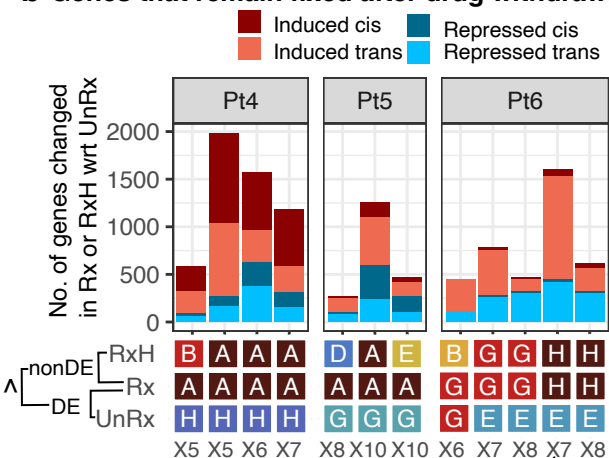 b Genes that remain fixed after drug withdraw
Induced cis
Repressed cis
Induced trans
Repressed trans
No. of genes changed
in Rx or RxH wrt UnRx
Pt4 Pt5 Pt6
2000
1500
1000
500
0
RxH B A A A D A E B G G H H
nonDE
Rx A A A A A A A G G G H H
^
DE
UnRx H H H H G G G G E E E E
X5 X5 X6 X7 X8 X10 X10 X6 X7 X8 X7 X8